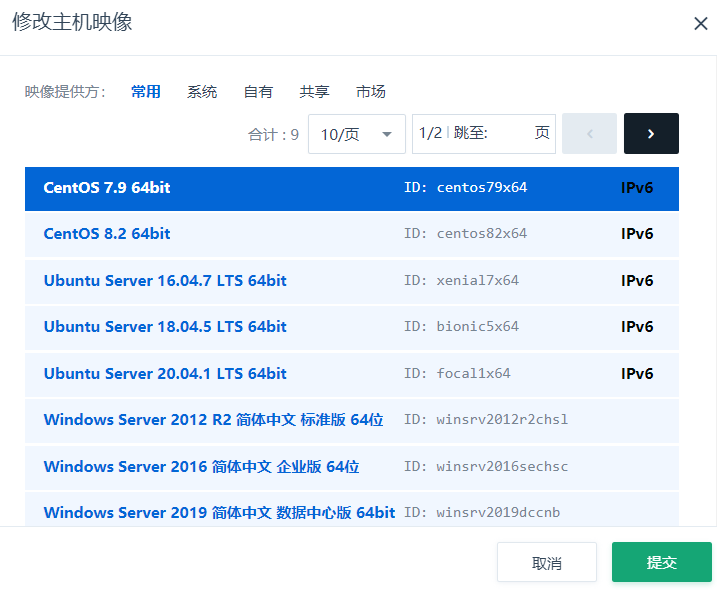 修改主机映像
映像提供方: 常用 系统 自有 共享 市场
合计 : 9 10/页 1/2 跳至: 页
CentOS 7.9 64bit ID: centos79x64 IPv6
CentOS 8.2 64bit ID: centos82x64 IPv6
Ubuntu Server 16.04.7 LTS 64bit ID: xenial7x64 IPv6
Ubuntu Server 18.04.5 LTS 64bit ID: bionic5x64 IPv6
Ubuntu Server 20.04.1 LTS 64bit ID: focal1x64 IPv6
Windows Server 2012 R2 简体中文 标准版 64位 ID: winsrv2012r2chsl
Windows Server 2016 简体中文 企业版 64位 ID: winsrv2016sechsc
Windows Server 2019 简体中文 数据中心版 64bit ID: winsrv2019dccnb
取消 提交